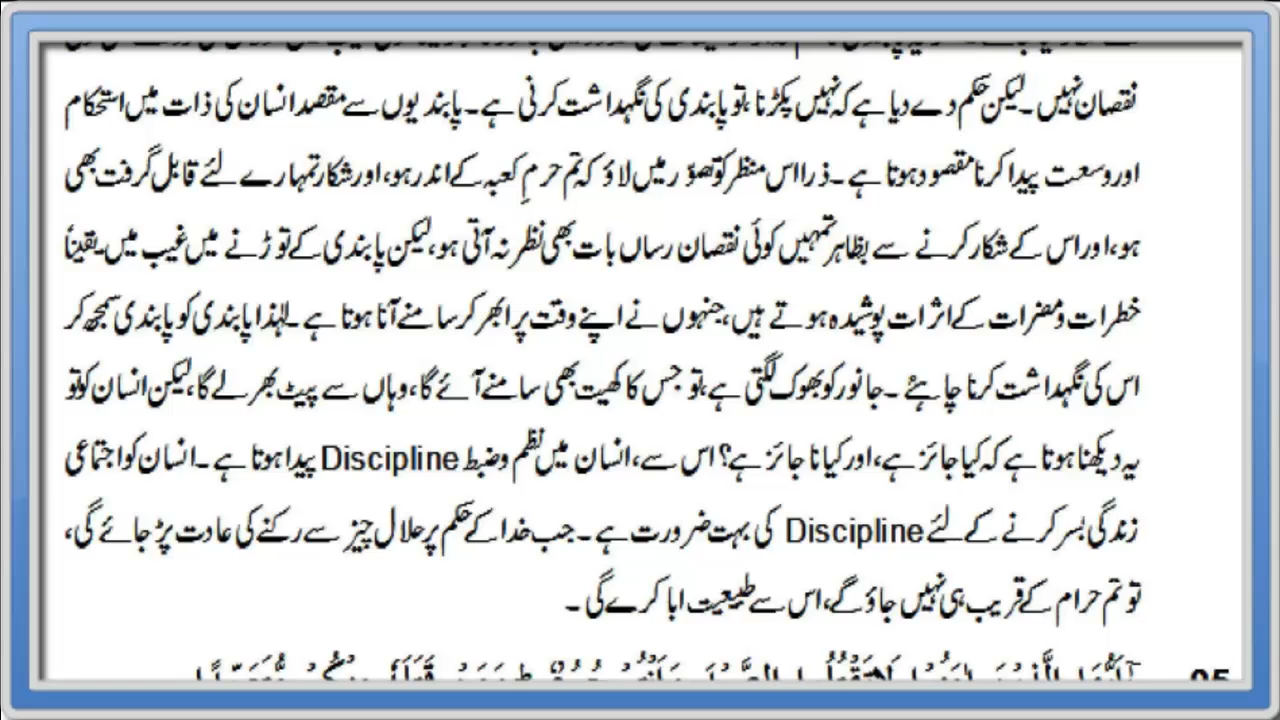 نقصان نہیں۔ لیکن حکم دے دیا ہے کہ نہیں پکڑنا، تو پابندی کی نگہداشت کرنی ہے۔ پابندیوں سے مقصد انسان کی ذات میں استحکام
اور وسعت پیدا کرنا مقصود ہوتا ہے۔ ذرا اس منظر کو تصوّر میں لاؤ کہ تم حرمِ کعبہ کے اندر ہو، اور شکار تمہارے لئے قابل گرفت بھی
ہو، اور اس کے شکار کرنے سے بظاہر تمہیں کوئی نقصان رساں بات بھی نظر نہ آتی ہو، لیکن پابندی کے توڑنے میں غیب میں یقیناً
خطرات و مضرات کے اثرات پوشیدہ ہوتے ہیں، جنہوں نے اپنے وقت پر ابھر کر سامنے آنا ہوتا ہے۔ لہٰذا پابندی کو پابندی سمجھ کر
اس کی نگہداشت کرنا چاہئے۔ جانور کو بھوک لگتی ہے، تو جس کا کھیت بھی سامنے آئے گا، وہاں سے پیٹ بھر لے گا، لیکن انسان کو تو
یہ دیکھنا ہوتا ہے کہ کیا جائز ہے، اور کیا نا جائز ہے؟ اس سے، انسان میں نظم و ضبط Discipline پیدا ہوتا ہے۔ انسان کو اجتماعی
زندگی بسر کرنے کے لئے Discipline کی بہت ضرورت ہے۔ جب خدا کے حکم پر حلال چیز سے رکنے کی عادت پڑ جائے گی،
تو تم حرام کے قریب ہی نہیں جاؤ گے، اس سے طبیعیت ابا کرے گی۔